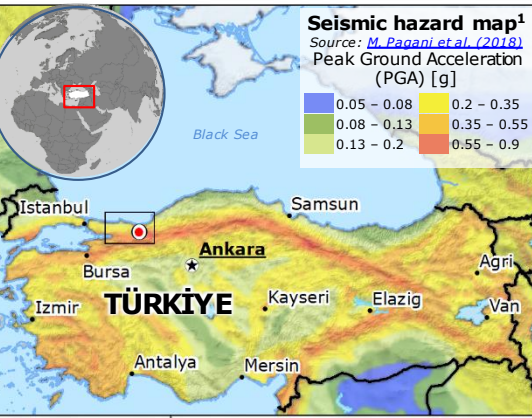 Seismic hazard map¹
Source: M. Pagani et al. (2018)
Peak Ground Acceleration
(PGA) [g]
0.05 – 0.08
0.2 – 0.35
0.08 – 0.13
0.35 – 0.55
0.13 – 0.2
0.55 – 0.9
Black Sea
Istanbul
Samsun
Ankara
Bursa
Agri
TÜRKİYE
Kayseri
Elazig
Van
Izmir
Antalya
Mersin